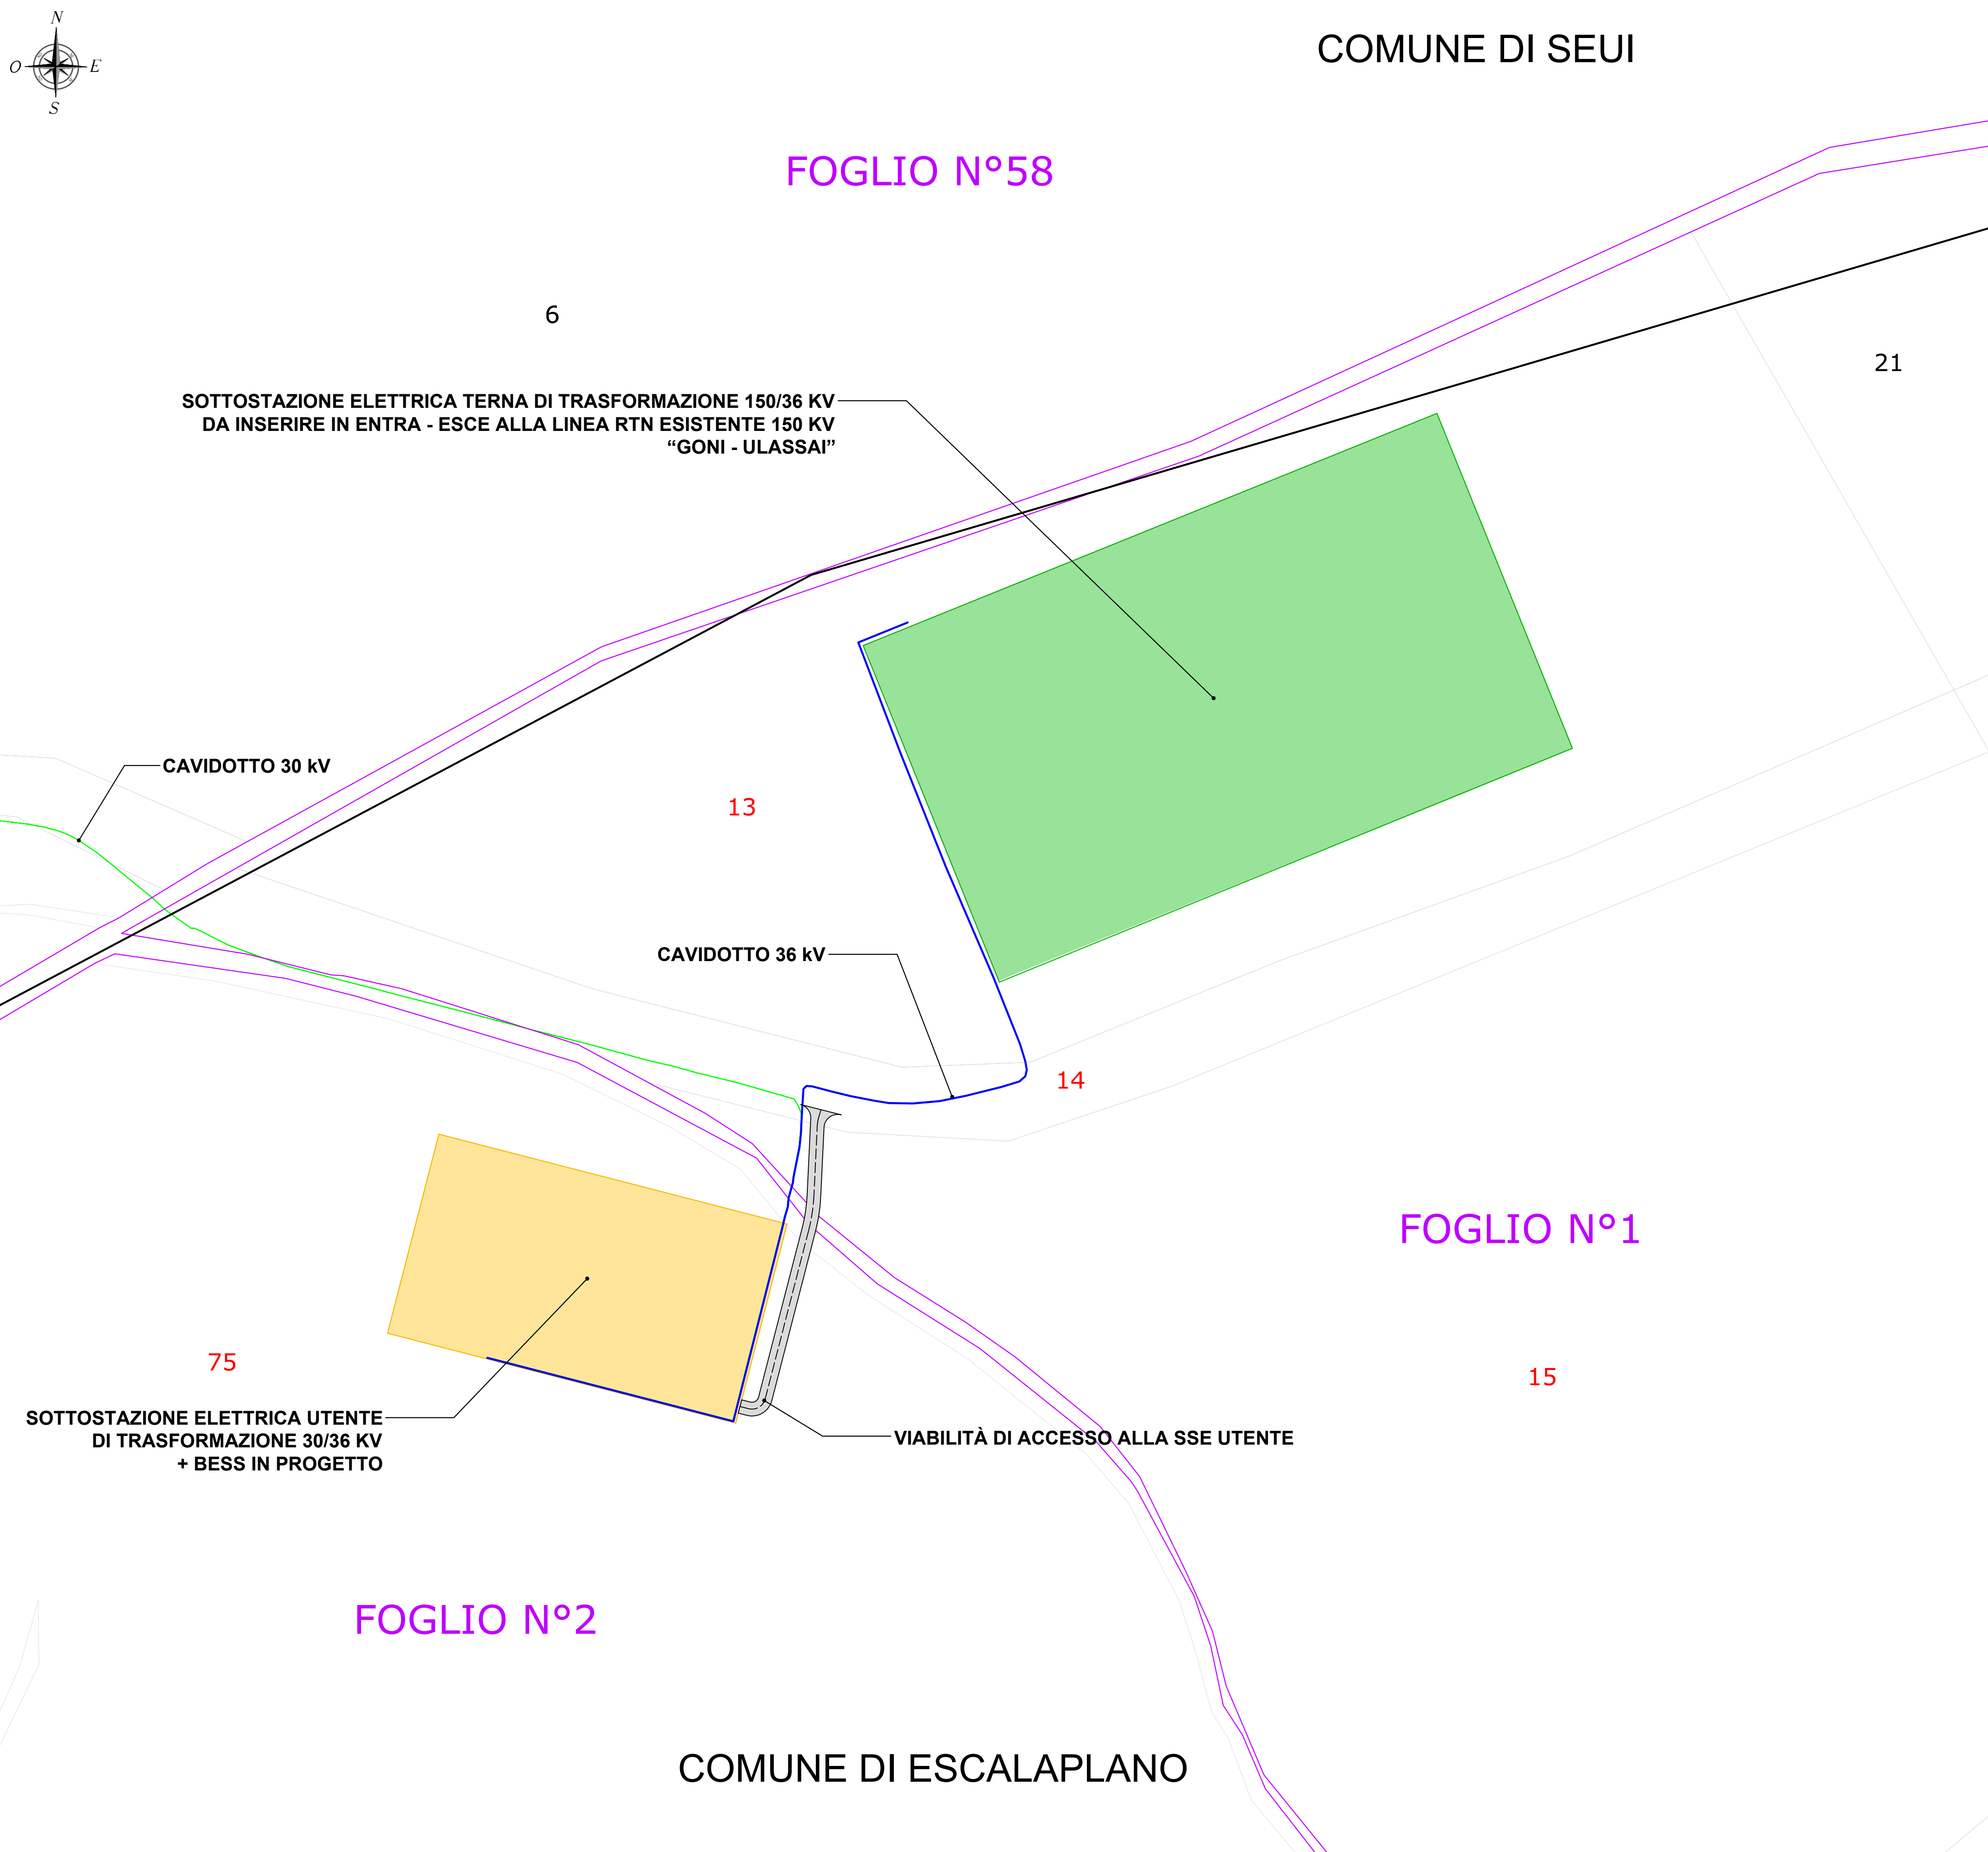 N
O
E
S
COMUNE DI SEUI
FOGLIO N°58
6
21
SOTTOSTAZIONE ELETTRICA TERNA DI TRASFORMAZIONE 150/36 KV
DA INSERIRE IN ENTRA - ESCE ALLA LINEA RTN ESISTENTE 150 KV
“GONI - ULASSAI”
CAVIDOTTO 30 kV
13
CAVIDOTTO 36 kV
14
FOGLIO N°1
75
15
SOTTOSTAZIONE ELETTRICA UTENTE
DI TRASFORMAZIONE 30/36 KV
+ BESS IN PROGETTO
VIABILITÀ DI ACCESSO ALLA SSE UTENTE
FOGLIO N°2
COMUNE DI ESCALAPLANO